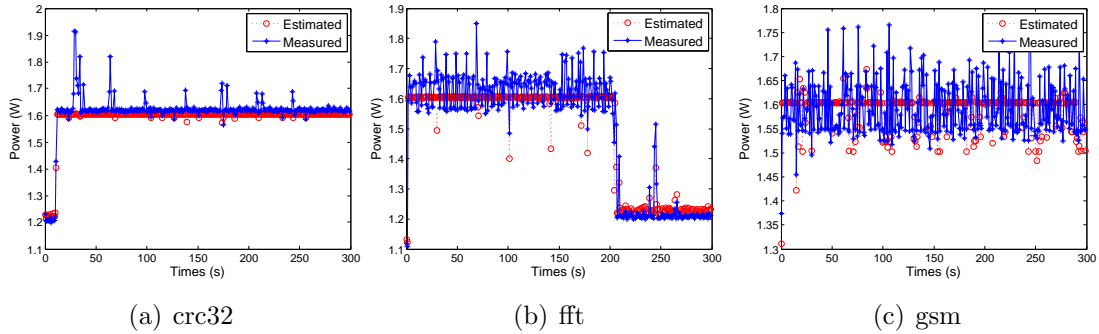 2
1.9
1.8
1.7
1.6
1.5
1.4
1.3
1.2
1.1
Power (W)
0 50 100 150 200 250 300
Times (s)
Estimated
Measured
(a) crc32
1.9
1.8
1.7
1.6
1.5
1.4
1.3
1.2
1.1
Power (W)
0 50 100 150 200 250 300
Times (s)
Estimated
Measured
(b) fft
1.8
1.75
1.7
1.65
1.6
1.55
1.5
1.45
1.4
1.35
1.3
Power (W)
0 50 100 150 200 250 300
Times (s)
Estimated
Measured
(c) gsm